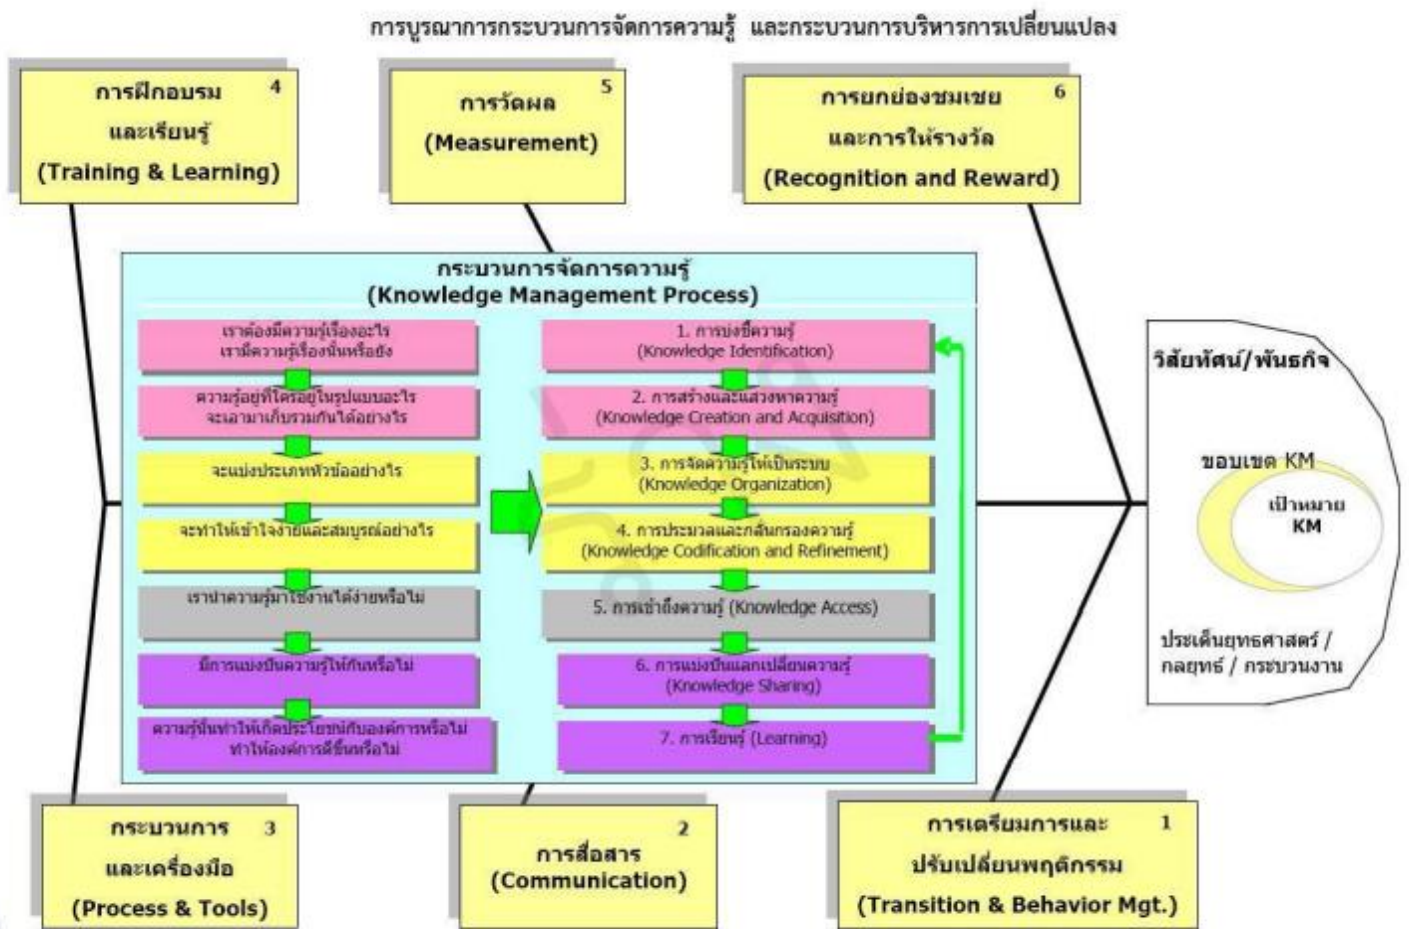 การบูรณาการกระบวนการจัดการความรู้ และกระบวนการบริหารการเปลี่ยนแปลง
4
การฝึกอบรม
และเรียนรู้
(Training & Learning)
5
การวัดผล
(Measurement)
6
การยกย่องชมเชย
และการให้รางวัล
(Recognition and Reward)
กระบวนการจัดการความรู้
(Knowledge Management Process)
เราต้องมีความรู้เรื่องอะไร
เรามีความรู้เรื่องนั้นหรือยัง
ความรู้อยู่ที่ใครอยู่ในรูปแบบอะไร
จะเอามาเก็บรวมกันได้อย่างไร
จะแบ่งประเภทหัวข้ออย่างไร
จะทำให้เข้าใจง่ายและสมบูรณ์อย่างไร
เรานำความรู้มาใช้งานได้ง่ายหรือไม่
มีการแบ่งปันความรู้ให้กันหรือไม่
ความรู้นั้นทำให้เกิดประโยชน์กับองค์การหรือไม่
ทำให้องค์การดีขึ้นหรือไม่
1. การบ่งชี้ความรู้
(Knowledge Identification)
2. การสร้างและแสวงหาความรู้
(Knowledge Creation and Acquisition)
3. การจัดความรู้ให้เป็นระบบ
(Knowledge Organization)
4. การประมวลและกลั่นกรองความรู้
(Knowledge Codification and Refinement)
5. การเข้าถึงความรู้ (Knowledge Access)
6. การแบ่งปันแลกเปลี่ยนความรู้
(Knowledge Sharing)
7. การเรียนรู้ (Learning)
วิสัยทัศน์/พันธกิจ
ขอบเขต KM
เป้าหมาย
KM
ประเด็นยุทธศาสตร์ /
กลยุทธ์ / กระบวนงาน
3
กระบวนการ
และเครื่องมือ
(Process & Tools)
2
การสื่อสาร
(Communication)
1
การเตรียมการและ
ปรับเปลี่ยนพฤติกรรม
(Transition & Behavior Mgt.)